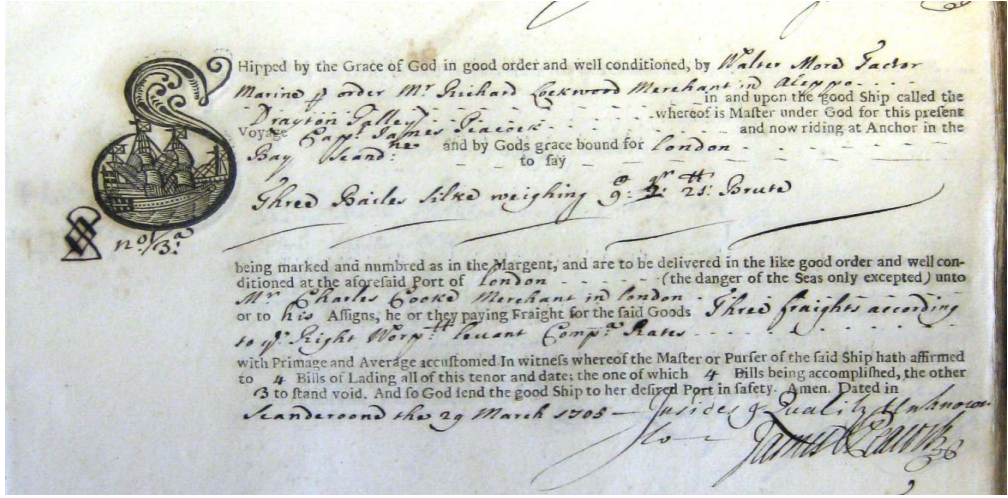 SHipped by the Grace of God in good order and well conditioned, by Walter More Factor
Marine ꝑ order Mr Richard Lockwood Merchant in Aleppo in and upon the good Ship called the
Drayton Galley whereof is Maſter under God for this preſent
Voyage Capt James Peacock and now riding at Anchor in the
Bay Scandne and by Gods grace bound for London
to ſay
Three Bailes Silke weighing 9: 21: Brute
no 1/3.a
being marked and numbred as in the Margent, and are to be delivered in the like good order and well con-
ditioned at the aforeſaid Port of London (the danger of the Seas only excepted) unto
Mr Charles Cooke Merchant in London
or to his Aſſigns, he or they paying Fraight for the ſaid Goods Three fraights according
to ye Right Worpll Levant Compa Rates
with Primage and Average accuſtomed. In witneſs whereof the Maſter or Purſer of the ſaid Ship hath affirmed
to 4 Bills of Lading all of this tenor and date; the one of which 4 Bills being accompliſhed, the other
3 to ſtand void. And ſo God ſend the good Ship to her deſired Port in ſafety. Amen. Dated in
Scanderoond the 29 March 1705 — Insides & Quality Unknowne
James Peacock